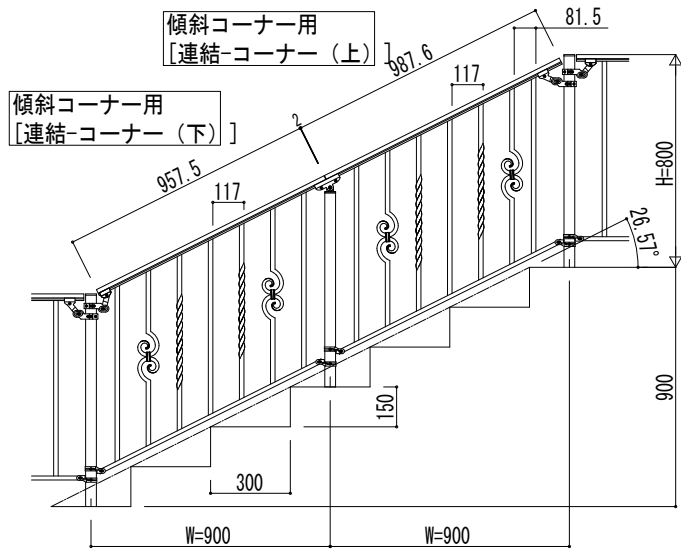 傾斜コーナー用
[連結-コーナー（上）]
傾斜コーナー用
[連結-コーナー（下）]
81.5
987.6
117
2
957.5
117
H=800
26.57°
900
150
300
W=900
W=900